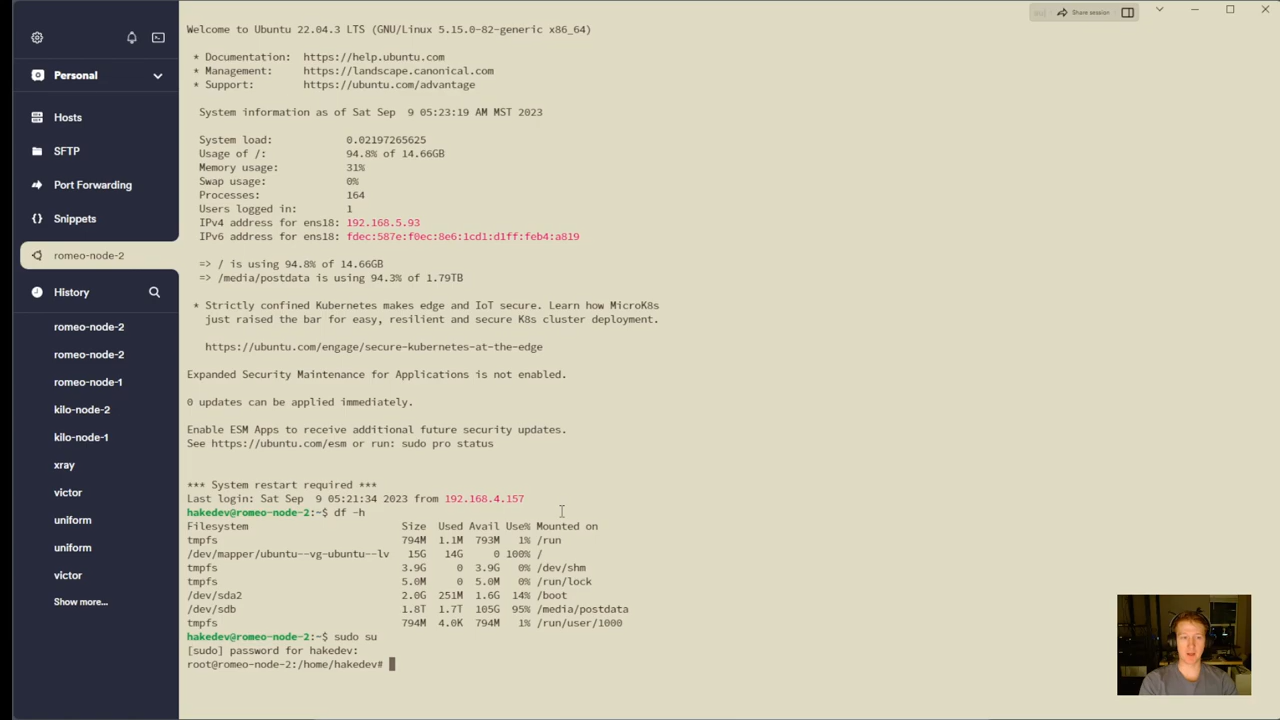 Share session
Personal
Hosts
SFTP
Port Forwarding
Snippets
romeo-node-2
History
romeo-node-2
romeo-node-2
romeo-node-1
kilo-node-2
kilo-node-1
xray
victor
uniform
uniform
victor
Show more...
Welcome to Ubuntu 22.04.3 LTS (GNU/Linux 5.15.0-82-generic x86_64)
* Documentation:  https://help.ubuntu.com
* Management:     https://landscape.canonical.com
* Support:        https://ubuntu.com/advantage
System information as of Sat Sep  9 05:23:19 AM MST 2023
System load:             0.02197265625
Usage of /:              94.8% of 14.66GB
Memory usage:            31%
Swap usage:              0%
Processes:               164
Users logged in:         1
IPv4 address for ens18: 192.168.5.93
IPv6 address for ens18: fdec:587e:f0ec:8e6:1cd1:d1ff:feb4:a819
=> / is using 94.8% of 14.66GB
=> /media/postdata is using 94.3% of 1.79TB
* Strictly confined Kubernetes makes edge and IoT secure. Learn how MicroK8s
just raised the bar for easy, resilient and secure K8s cluster deployment.
https://ubuntu.com/engage/secure-kubernetes-at-the-edge
Expanded Security Maintenance for Applications is not enabled.
0 updates can be applied immediately.
Enable ESM Apps to receive additional future security updates.
See https://ubuntu.com/esm or run: sudo pro status
*** System restart required ***
Last login: Sat Sep  9 05:21:34 2023 from 192.168.4.157
hakedev@romeo-node-2:~$ df -h
Filesystem                         Size  Used Avail Use% Mounted on
tmpfs                              794M  1.1M  793M   1% /run
/dev/mapper/ubuntu--vg-ubuntu--lv   15G   14G     0 100% /
tmpfs                              3.9G     0  3.9G   0% /dev/shm
tmpfs                              5.0M     0  5.0M   0% /run/lock
/dev/sda2                          2.0G  251M  1.6G  14% /boot
/dev/sdb                           1.8T  1.7T  105G  95% /media/postdata
tmpfs                              794M  4.0K  794M   1% /run/user/1000
hakedev@romeo-node-2:~$ sudo su
[sudo] password for hakedev:
root@romeo-node-2:/home/hakedev#